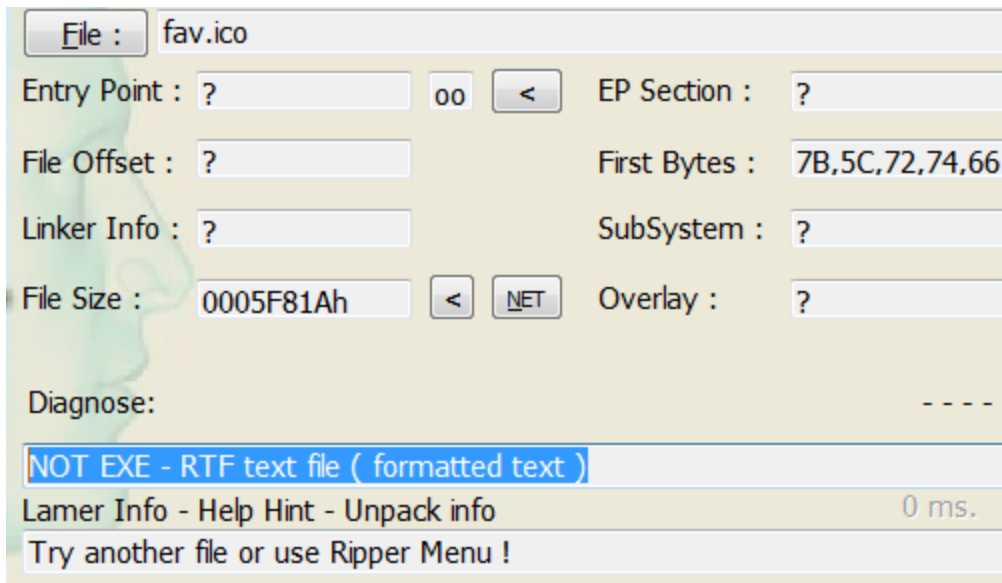 File : fav.ico
Entry Point : ? oo < EP Section : ?
File Offset : ? First Bytes : 7B,5C,72,74,66
Linker Info : ? SubSystem : ?
File Size : 0005F81Ah < NET Overlay : ?
Diagnose: - - - -
NOT EXE - RTF text file ( formatted text )
Lamer Info - Help Hint - Unpack info 0 ms.
Try another file or use Ripper Menu !